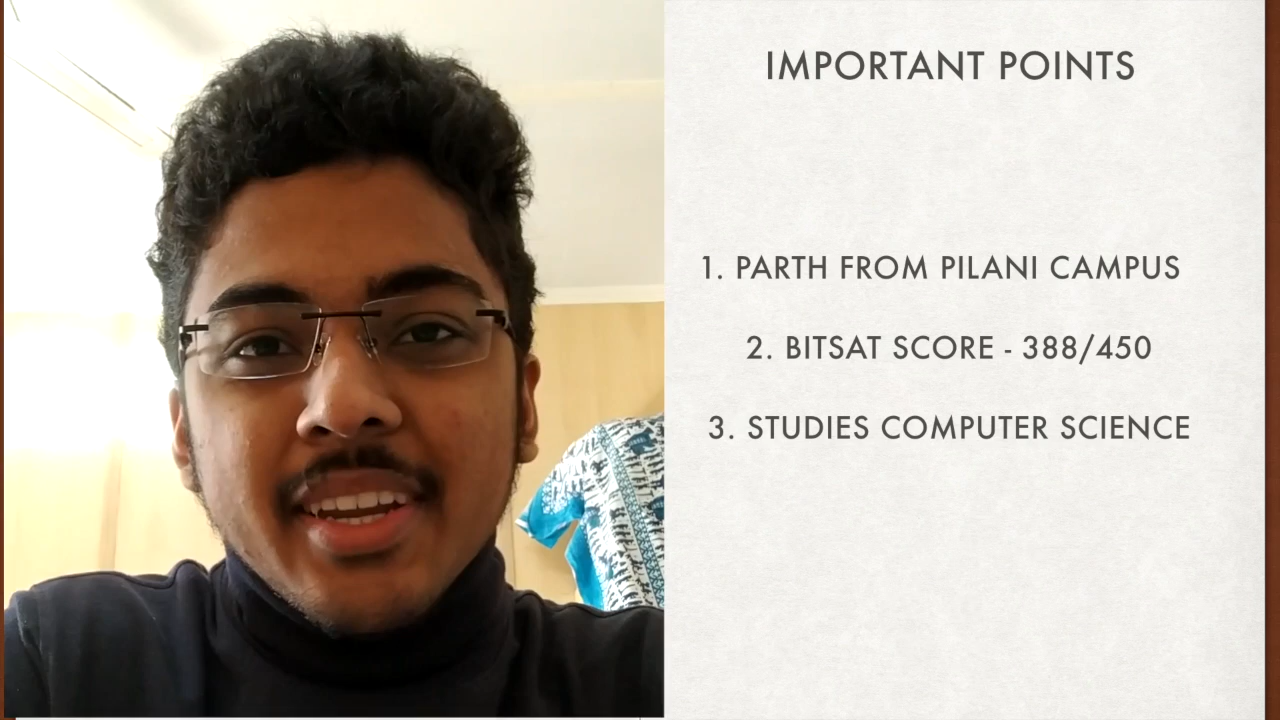 IMPORTANT POINTS
1. PARTH FROM PILANI CAMPUS
2. BITSAT SCORE - 388/450
3. STUDIES COMPUTER SCIENCE